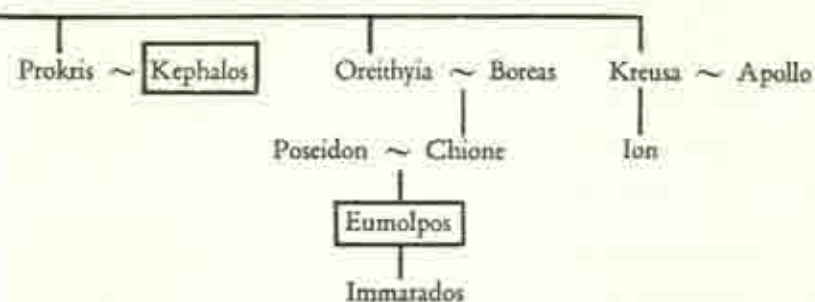 Prokris ~ Kephalos Oreithyia ~ Boreas Kreusa ~ Apollo
Poseidon ~ Chione Ion
Eumolpos
Immarados